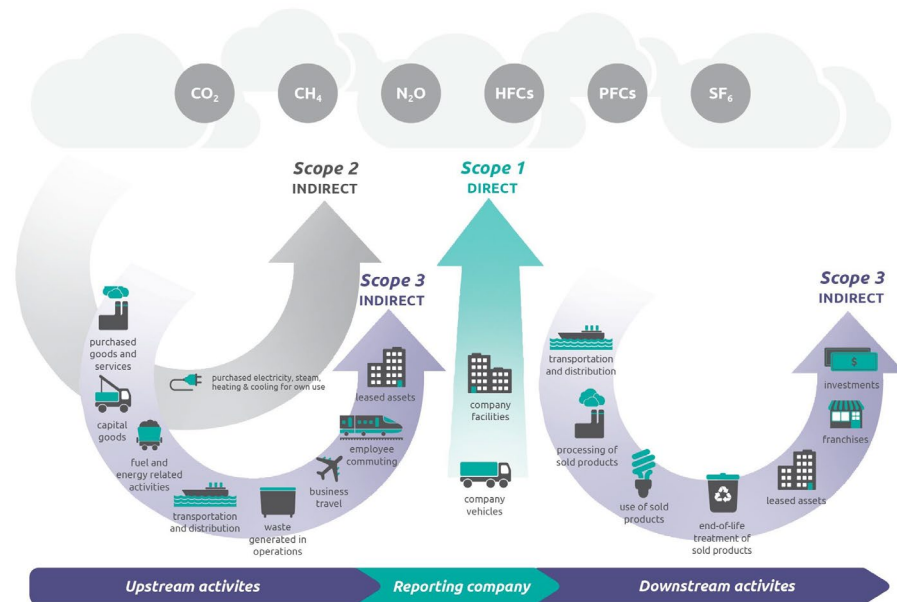 CO₂
CH₄
N₂O
HFCs
PFCs
SF₆
Scope 2
INDIRECT
Scope 1
DIRECT
Scope 3
INDIRECT
Scope 3
INDIRECT
purchased
goods and
services
capital
goods
fuel and
energy related
activities
transportation
and distribution
waste
generated in
operations
business
travel
employee
commuting
leased assets
purchased electricity, steam,
heating & cooling for own use
company
facilities
company
vehicles
transportation
and distribution
processing of
sold products
use of sold
products
end-of-life
treatment of
sold products
leased assets
franchises
investments
$
Upstream activites
Reporting company
Downstream activites